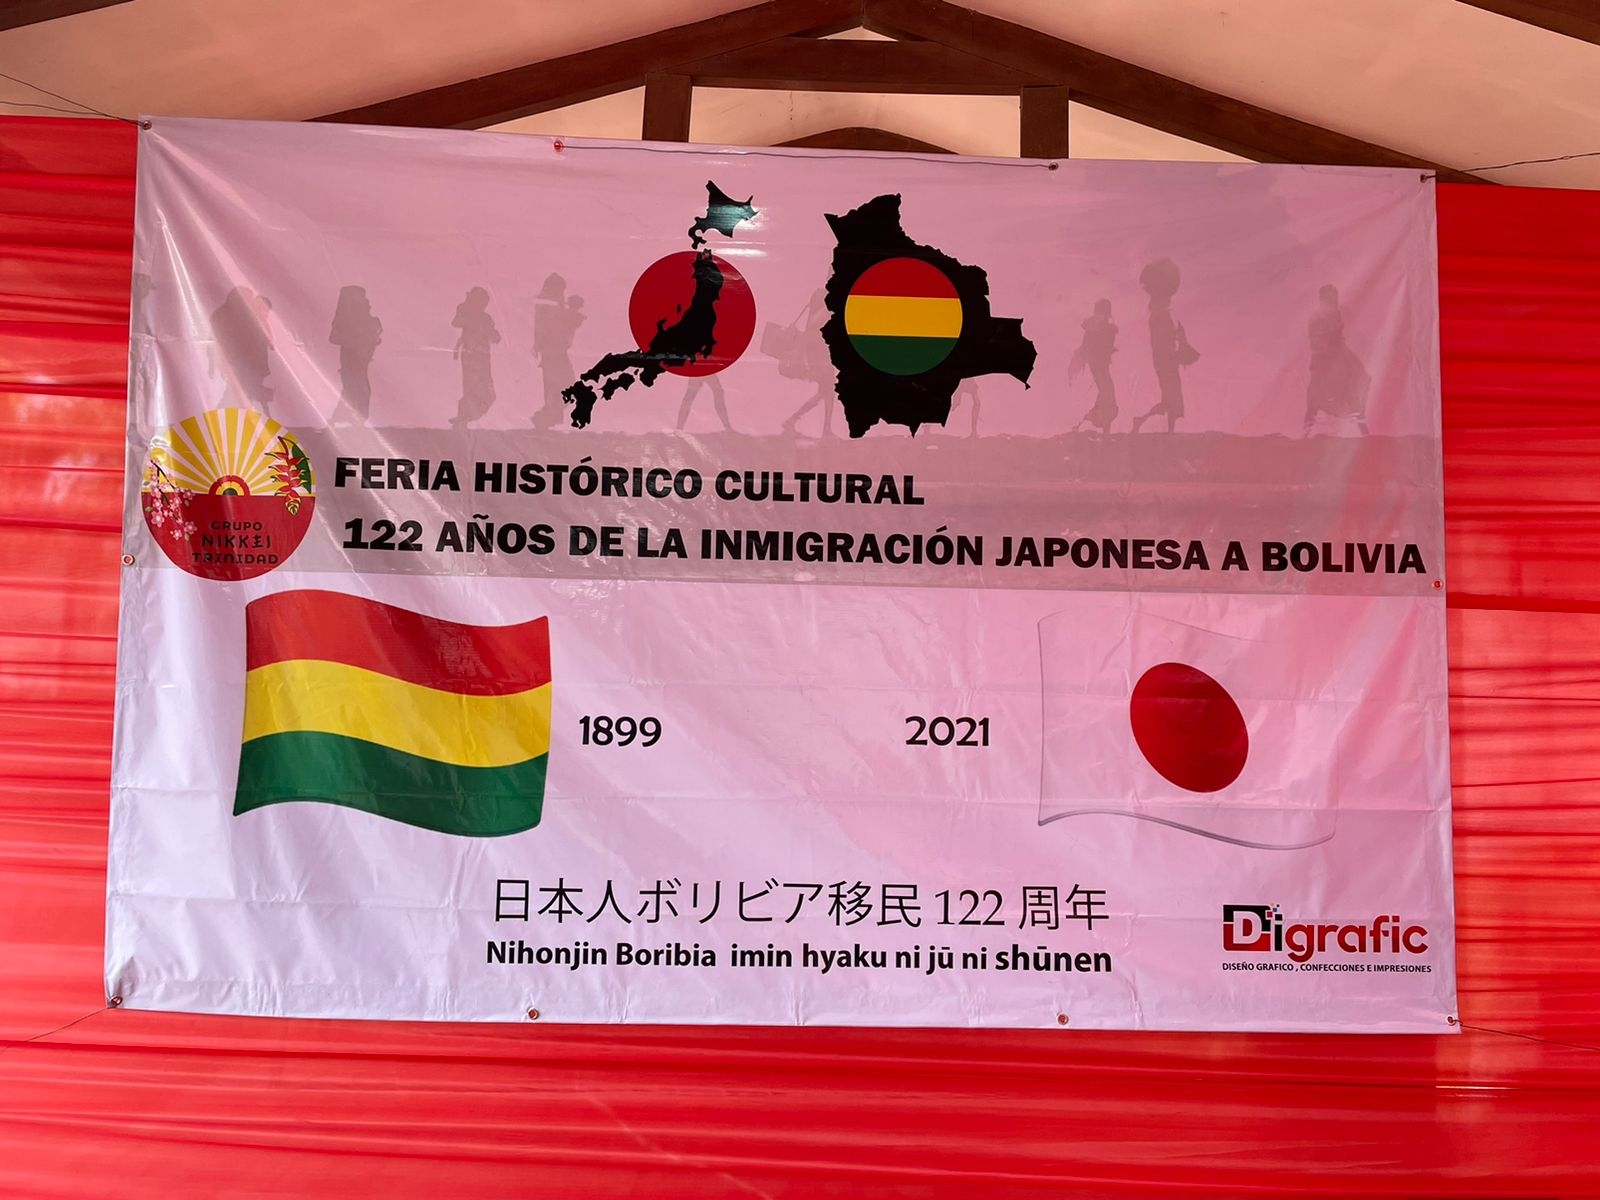 FERIA HISTÓRICO CULTURAL
122 AÑOS DE LA INMIGRACIÓN JAPONESA A BOLIVIA
GRUPO
NIKKEI
TRINIDAD
1899
2021
日本人ボリビア移民 122 周年
Nihonjin Boribia imin hyaku ni jū ni shūnen
Digrafic
DISEÑO GRAFICO , CONFECCIONES E IMPRESIONES